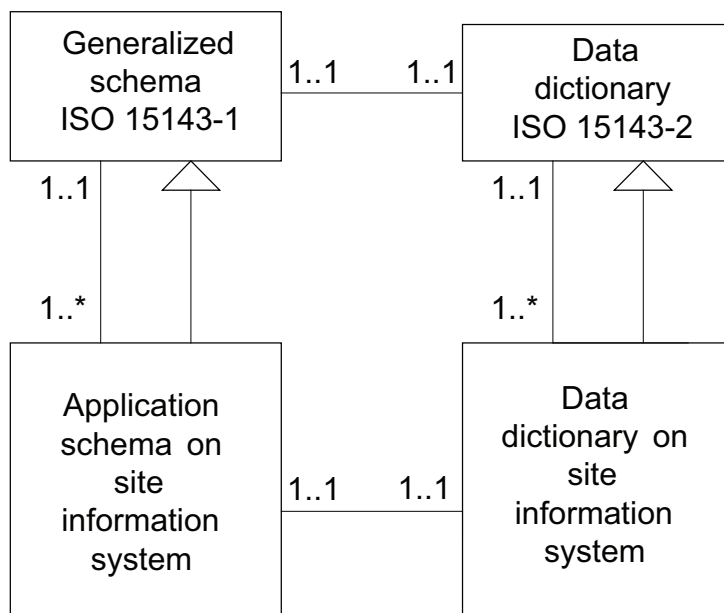 Generalized
schema
ISO 15143-1
1..1
1..1
Data
dictionary
ISO 15143-2
1..1
1..1
1..*
1..*
Application
schema on
site
information
system
1..1
1..1
Data
dictionary on
site
information
system